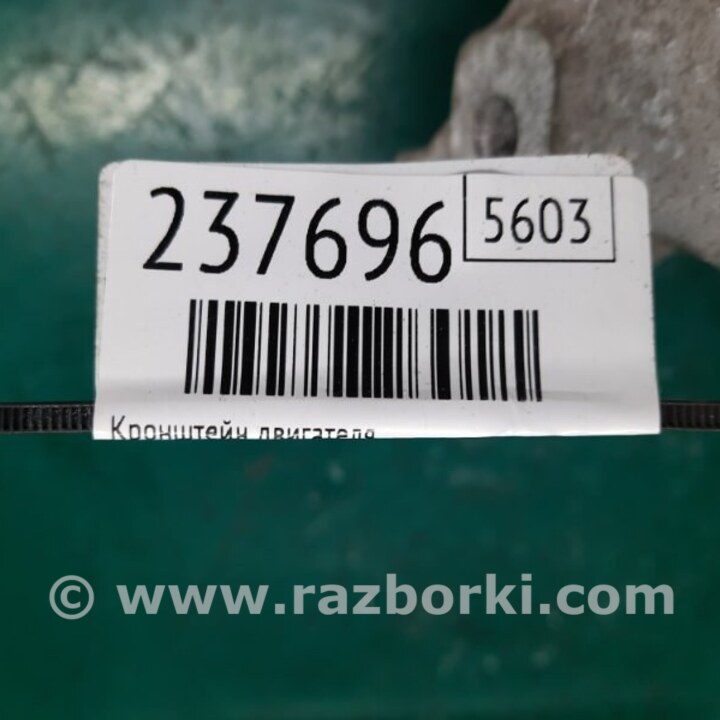 237696 5603
Кронштейн двигателя
© www.razborki.com